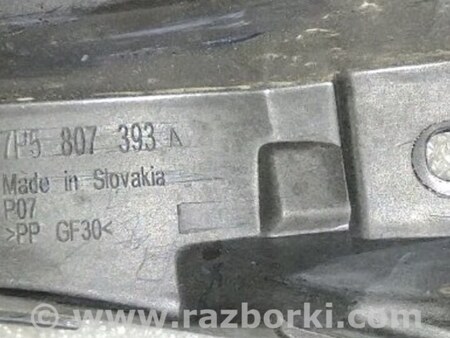 7P5 807 393 A
Made in Slovakia
P07
>PP GF30<
www.razborki.com